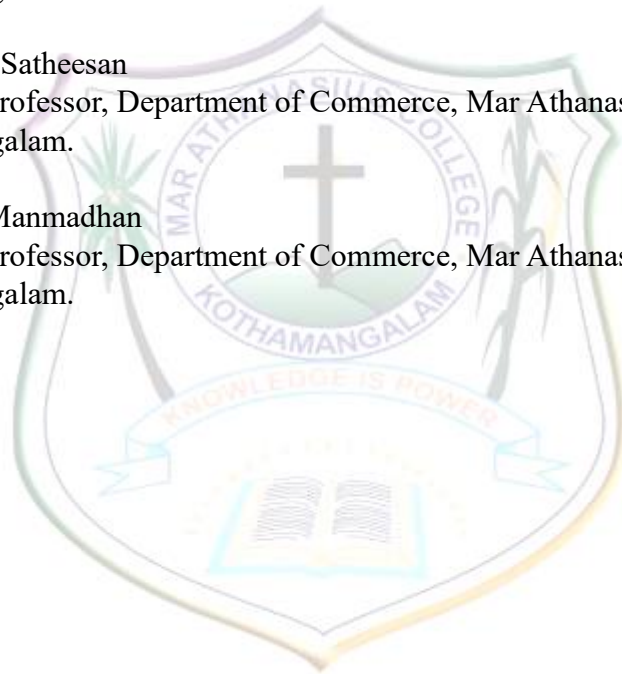 Satheesan
rofessor, Department of Commerce, Mar Athanas
galam.
Manmadhan
rofessor, Department of Commerce, Mar Athanas
galam.
MAR ATHANASIUS COLLEGE
KOTHAMANGALAM
KNOWLEDGE IS POWER